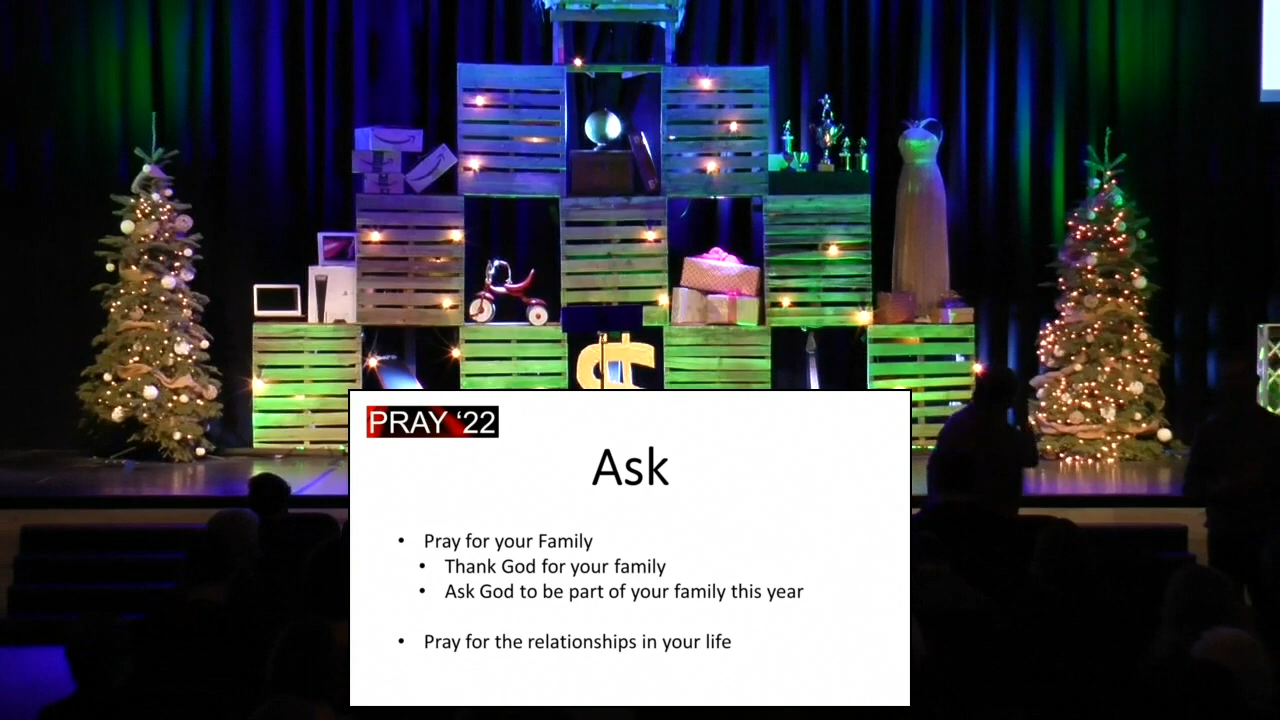 PRAY ‘22
Ask
• Pray for your Family
• Thank God for your family
• Ask God to be part of your family this year
• Pray for the relationships in your life